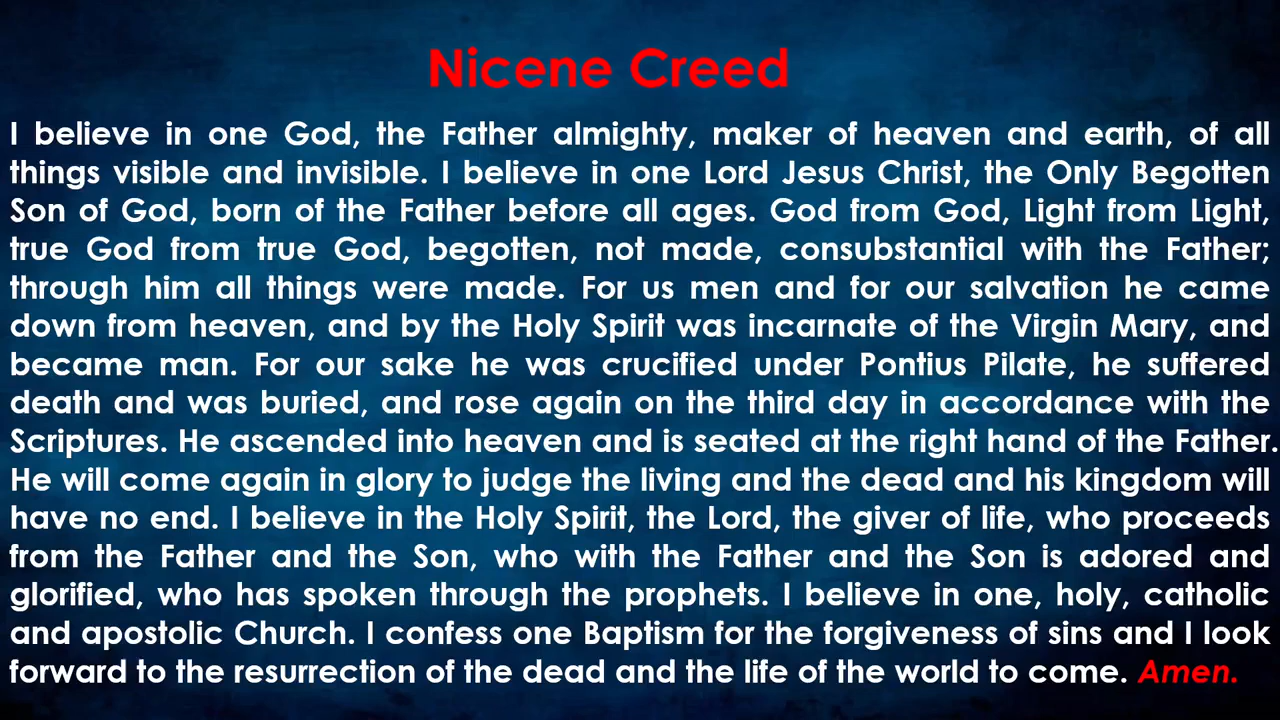 Nicene Creed
I believe in one God, the Father almighty, maker of heaven and earth, of all
things visible and invisible. I believe in one Lord Jesus Christ, the Only Begotten
Son of God, born of the Father before all ages. God from God, Light from Light,
true God from true God, begotten, not made, consubstantial with the Father;
through him all things were made. For us men and for our salvation he came
down from heaven, and by the Holy Spirit was incarnate of the Virgin Mary, and
became man. For our sake he was crucified under Pontius Pilate, he suffered
death and was buried, and rose again on the third day in accordance with the
Scriptures. He ascended into heaven and is seated at the right hand of the Father.
He will come again in glory to judge the living and the dead and his kingdom will
have no end. I believe in the Holy Spirit, the Lord, the giver of life, who proceeds
from the Father and the Son, who with the Father and the Son is adored and
glorified, who has spoken through the prophets. I believe in one, holy, catholic
and apostolic Church. I confess one Baptism for the forgiveness of sins and I look
forward to the resurrection of the dead and the life of the world to come. Amen.